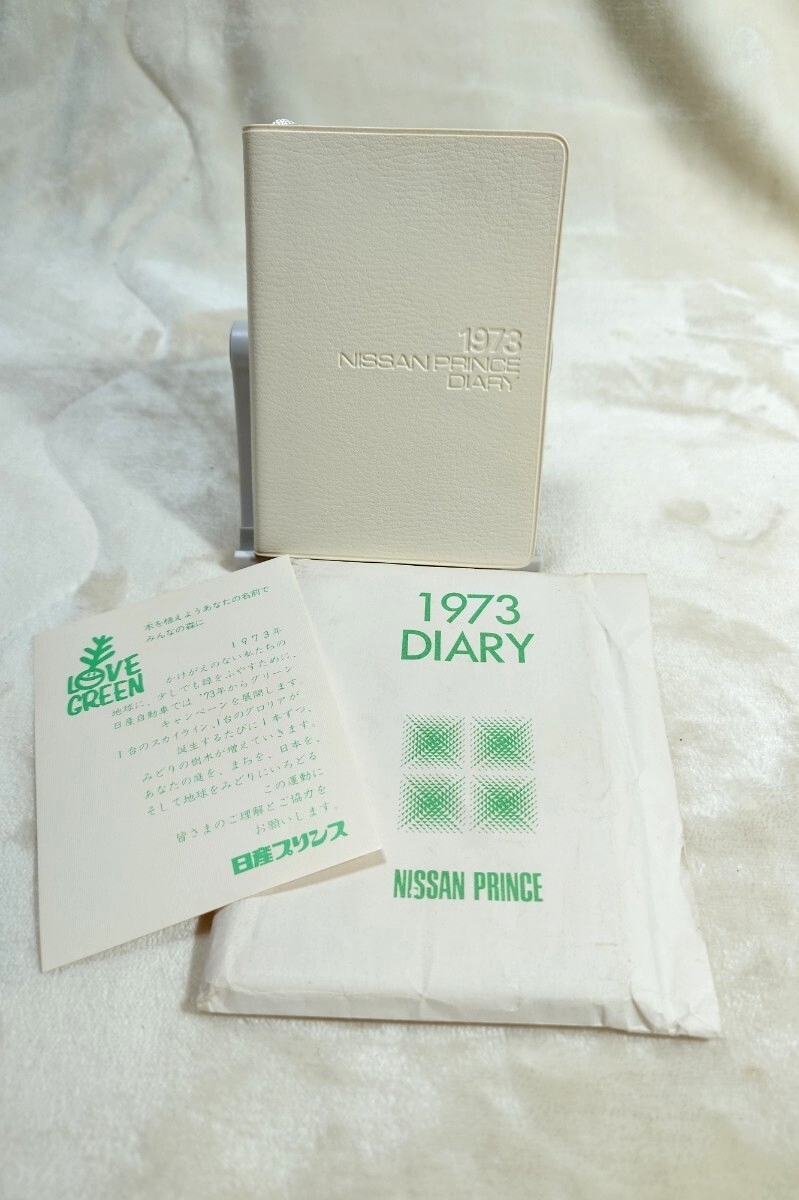 1973
NISSAN PRINCE
DIARY
木を植えようあなたの名前で
みんなの森に
LOVE
GREEN
1973年
かけがえのない私たちの
地球に、少しでも緑をふやすために、
日産自動車では '73年からグリーン
キャンペーンを展開します。
1台のスカイライン、1台のグロリアが
誕生するたびに1本ずつ、
みどりの樹木が増えていきます。
あなたの庭を、まちを、日本を、
そして地球をみどりにいろどる
この運動に
皆さまのご理解とご協力を
お願いします。
日産プリンス
1973
DIARY
NISSAN PRINCE